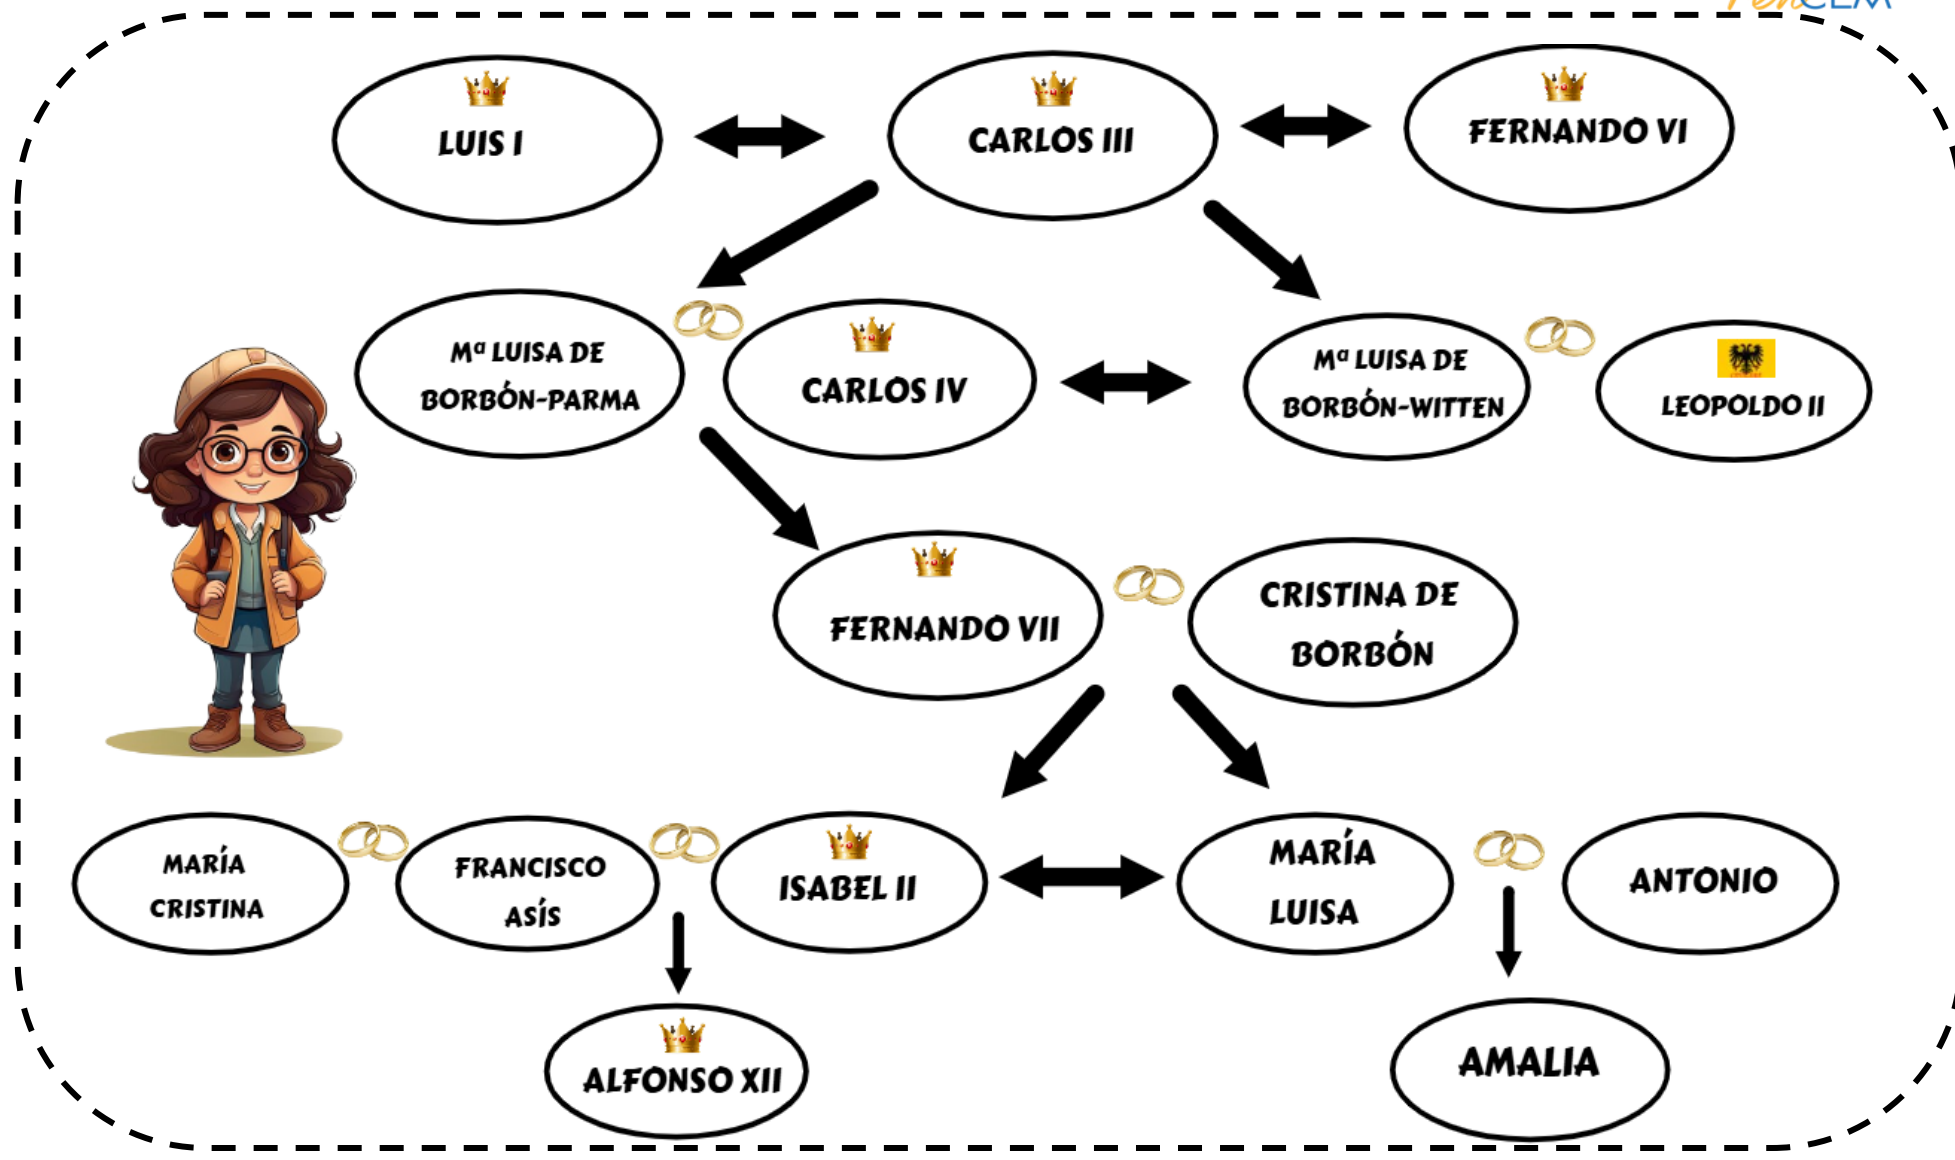 LUIS I
CARLOS III
FERNANDO VI
Mª LUISA DE
BORBÓN-PARMA
CARLOS IV
Mª LUISA DE
BORBÓN-WITTEN
LEOPOLDO II
FERNANDO VII
CRISTINA DE
BORBÓN
MARÍA
CRISTINA
FRANCISCO
ASÍS
ISABEL II
MARÍA
LUISA
ANTONIO
ALFONSO XII
AMALIA